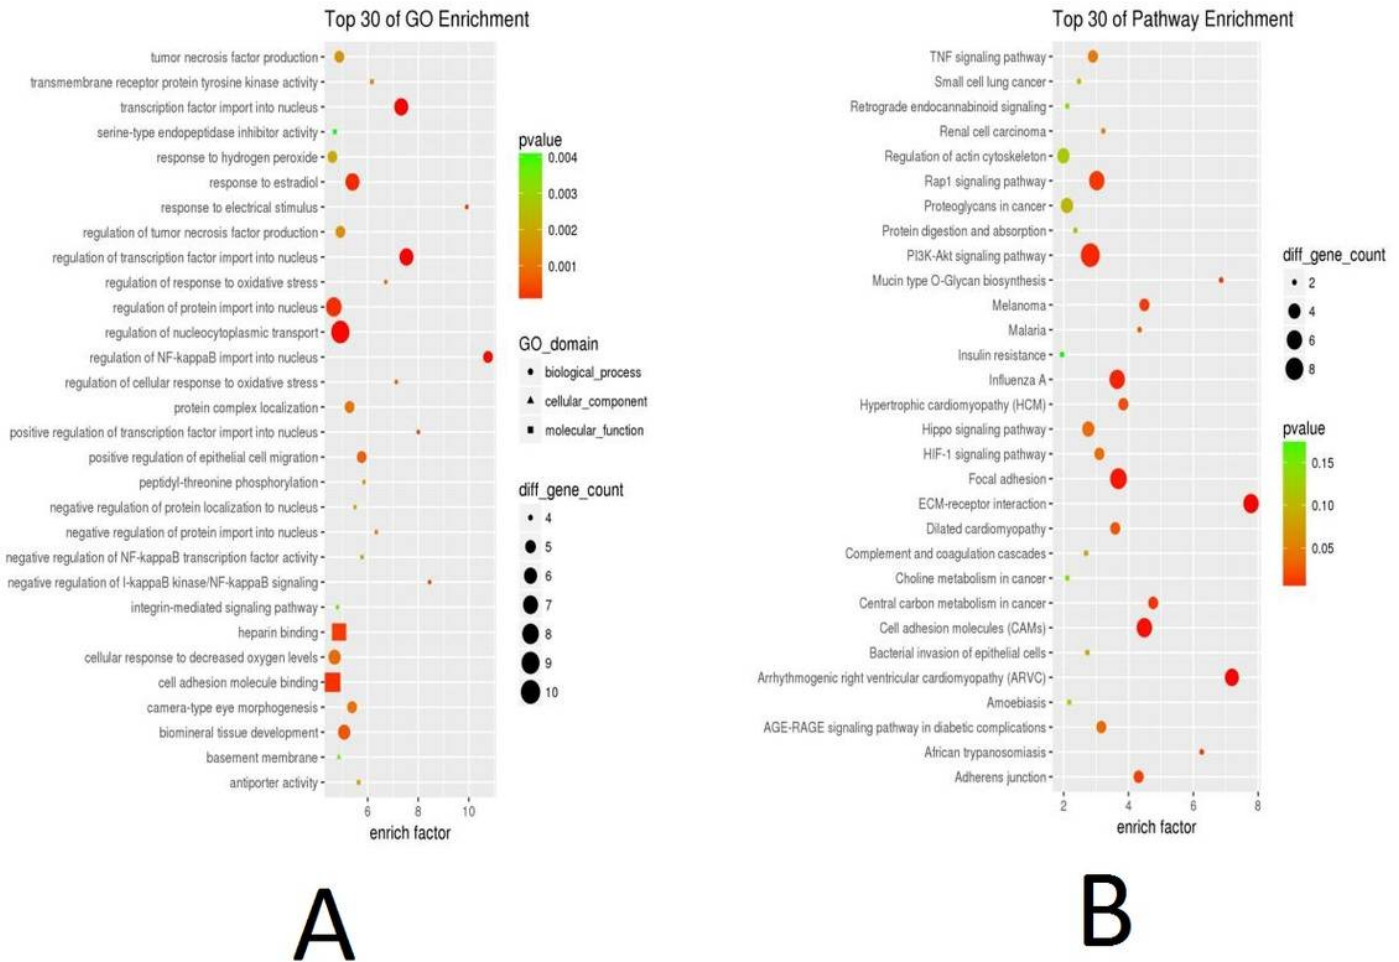 Top 30 of GO Enrichment
tumor necrosis factor production
transmembrane receptor protein tyrosine kinase activity
transcription factor import into nucleus
serine-type endopeptidase inhibitor activity
response to hydrogen peroxide
response to estradiol
response to electrical stimulus
regulation of tumor necrosis factor production
regulation of transcription factor import into nucleus
regulation of response to oxidative stress
regulation of protein import into nucleus
regulation of nucleocytoplasmic transport
regulation of NF-kappaB import into nucleus
regulation of cellular response to oxidative stress
protein complex localization
positive regulation of transcription factor import into nucleus
positive regulation of epithelial cell migration
peptidyl-threonine phosphorylation
negative regulation of protein localization to nucleus
negative regulation of protein import into nucleus
negative regulation of NF-kappaB transcription factor activity
negative regulation of I-kappaB kinase/NF-kappaB signaling
integrin-mediated signaling pathway
heparin binding
cellular response to decreased oxygen levels
cell adhesion molecule binding
camera-type eye morphogenesis
biomineral tissue development
basement membrane
antiporter activity
6 8 10
enrich factor
pvalue
0.004
0.003
0.002
0.001
GO_domain
biological_process
cellular_component
molecular_function
diff_gene_count
4
5
6
7
8
9
10
A
Top 30 of Pathway Enrichment
TNF signaling pathway
Small cell lung cancer
Retrograde endocannabinoid signaling
Renal cell carcinoma
Regulation of actin cytoskeleton
Rap1 signaling pathway
Proteoglycans in cancer
Protein digestion and absorption
PI3K-Akt signaling pathway
Mucin type O-Glycan biosynthesis
Melanoma
Malaria
Insulin resistance
Influenza A
Hypertrophic cardiomyopathy (HCM)
Hippo signaling pathway
HIF-1 signaling pathway
Focal adhesion
ECM-receptor interaction
Dilated cardiomyopathy
Complement and coagulation cascades
Choline metabolism in cancer
Central carbon metabolism in cancer
Cell adhesion molecules (CAMs)
Bacterial invasion of epithelial cells
Arrhythmogenic right ventricular cardiomyopathy (ARVC)
Amoebiasis
AGE-RAGE signaling pathway in diabetic complications
African trypanosomiasis
Adherens junction
2 4 6 8
enrich factor
diff_gene_count
2
4
6
8
pvalue
0.15
0.10
0.05
B